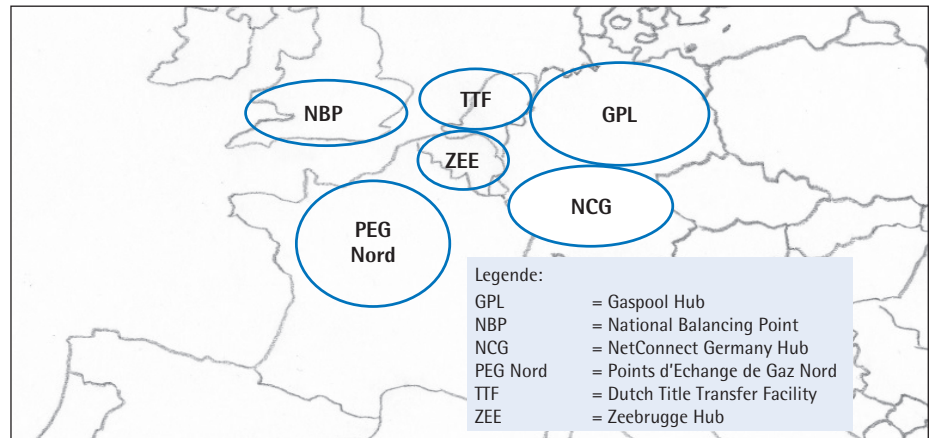 NBP
TTF
GPL
ZEE
NCG
PEG
Nord
Legende:
GPL = Gaspool Hub
NBP = National Balancing Point
NCG = NetConnect Germany Hub
PEG Nord = Points d'Echange de Gaz Nord
TTF = Dutch Title Transfer Facility
ZEE = Zeebrugge Hub